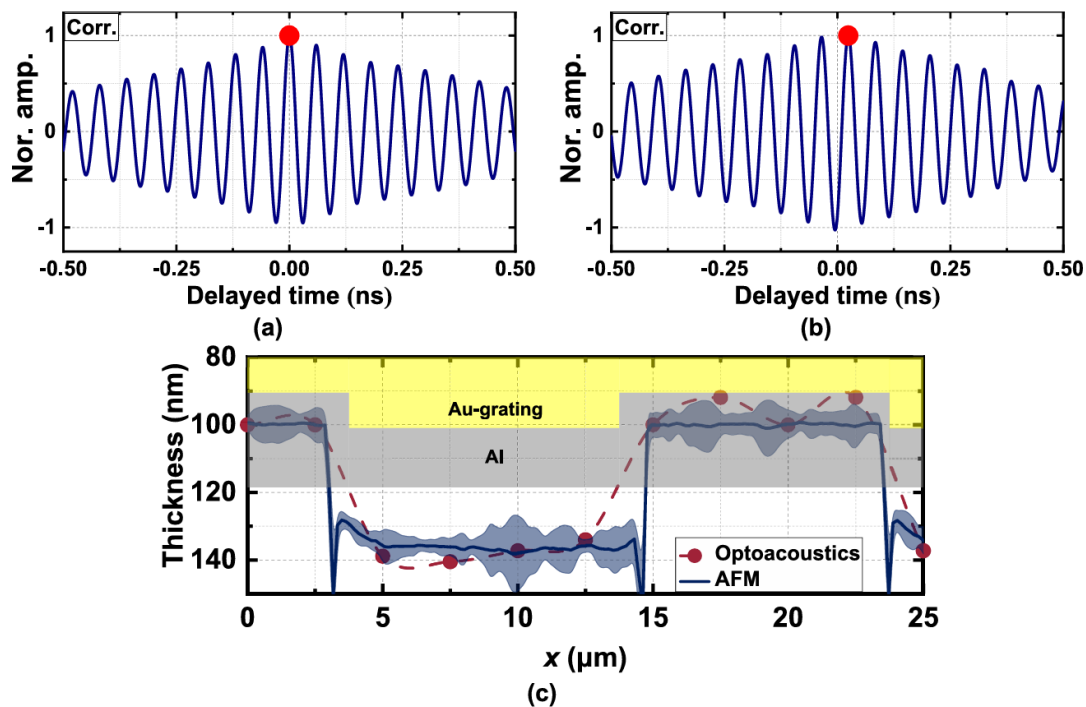 Corr.
Nor. amp.
1
0
-1
-0.50 -0.25 0.00 0.25 0.50
Delayed time (ns)
(a)
Corr.
Nor. amp.
1
0
-1
-0.50 -0.25 0.00 0.25 0.50
Delayed time (ns)
(b)
Thickness (nm)
80
100
120
140
Au-grating
Al
Optoacoustics
AFM
0 5 10 15 20 25
x (μm)
(c)